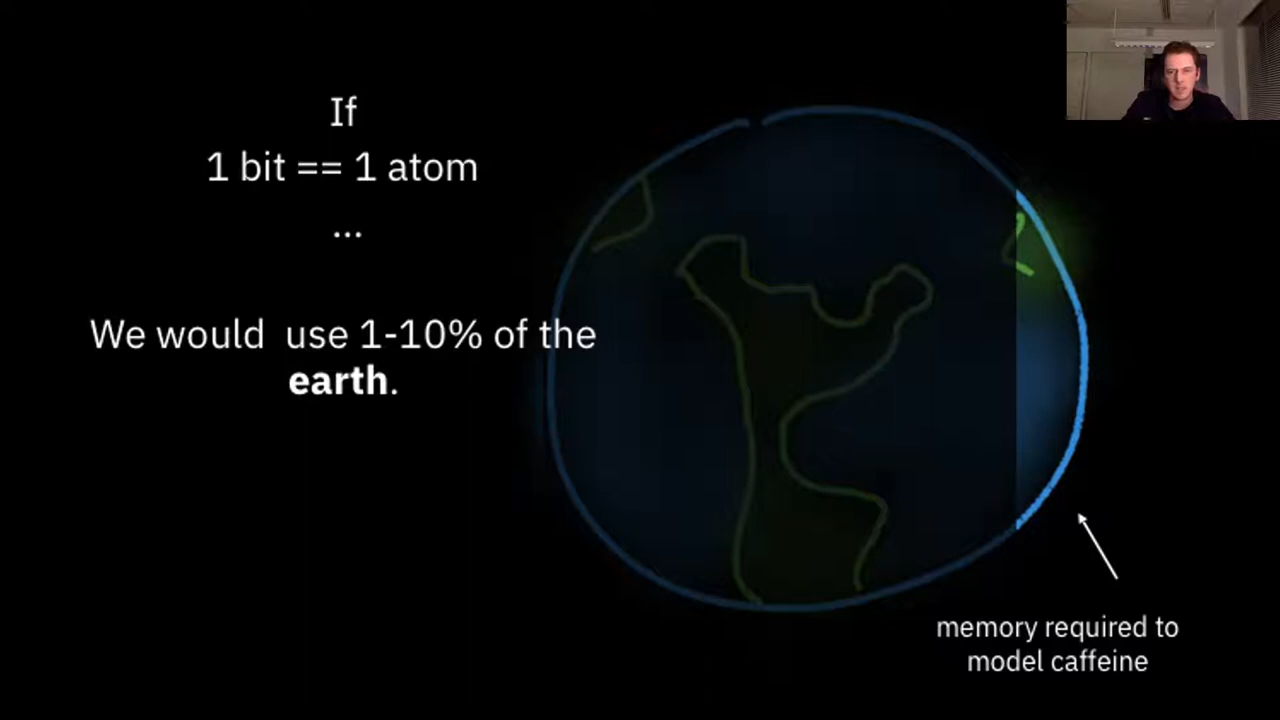 If
1 bit == 1 atom
...
We would  use 1-10% of the
earth.
memory required to
model caffeine